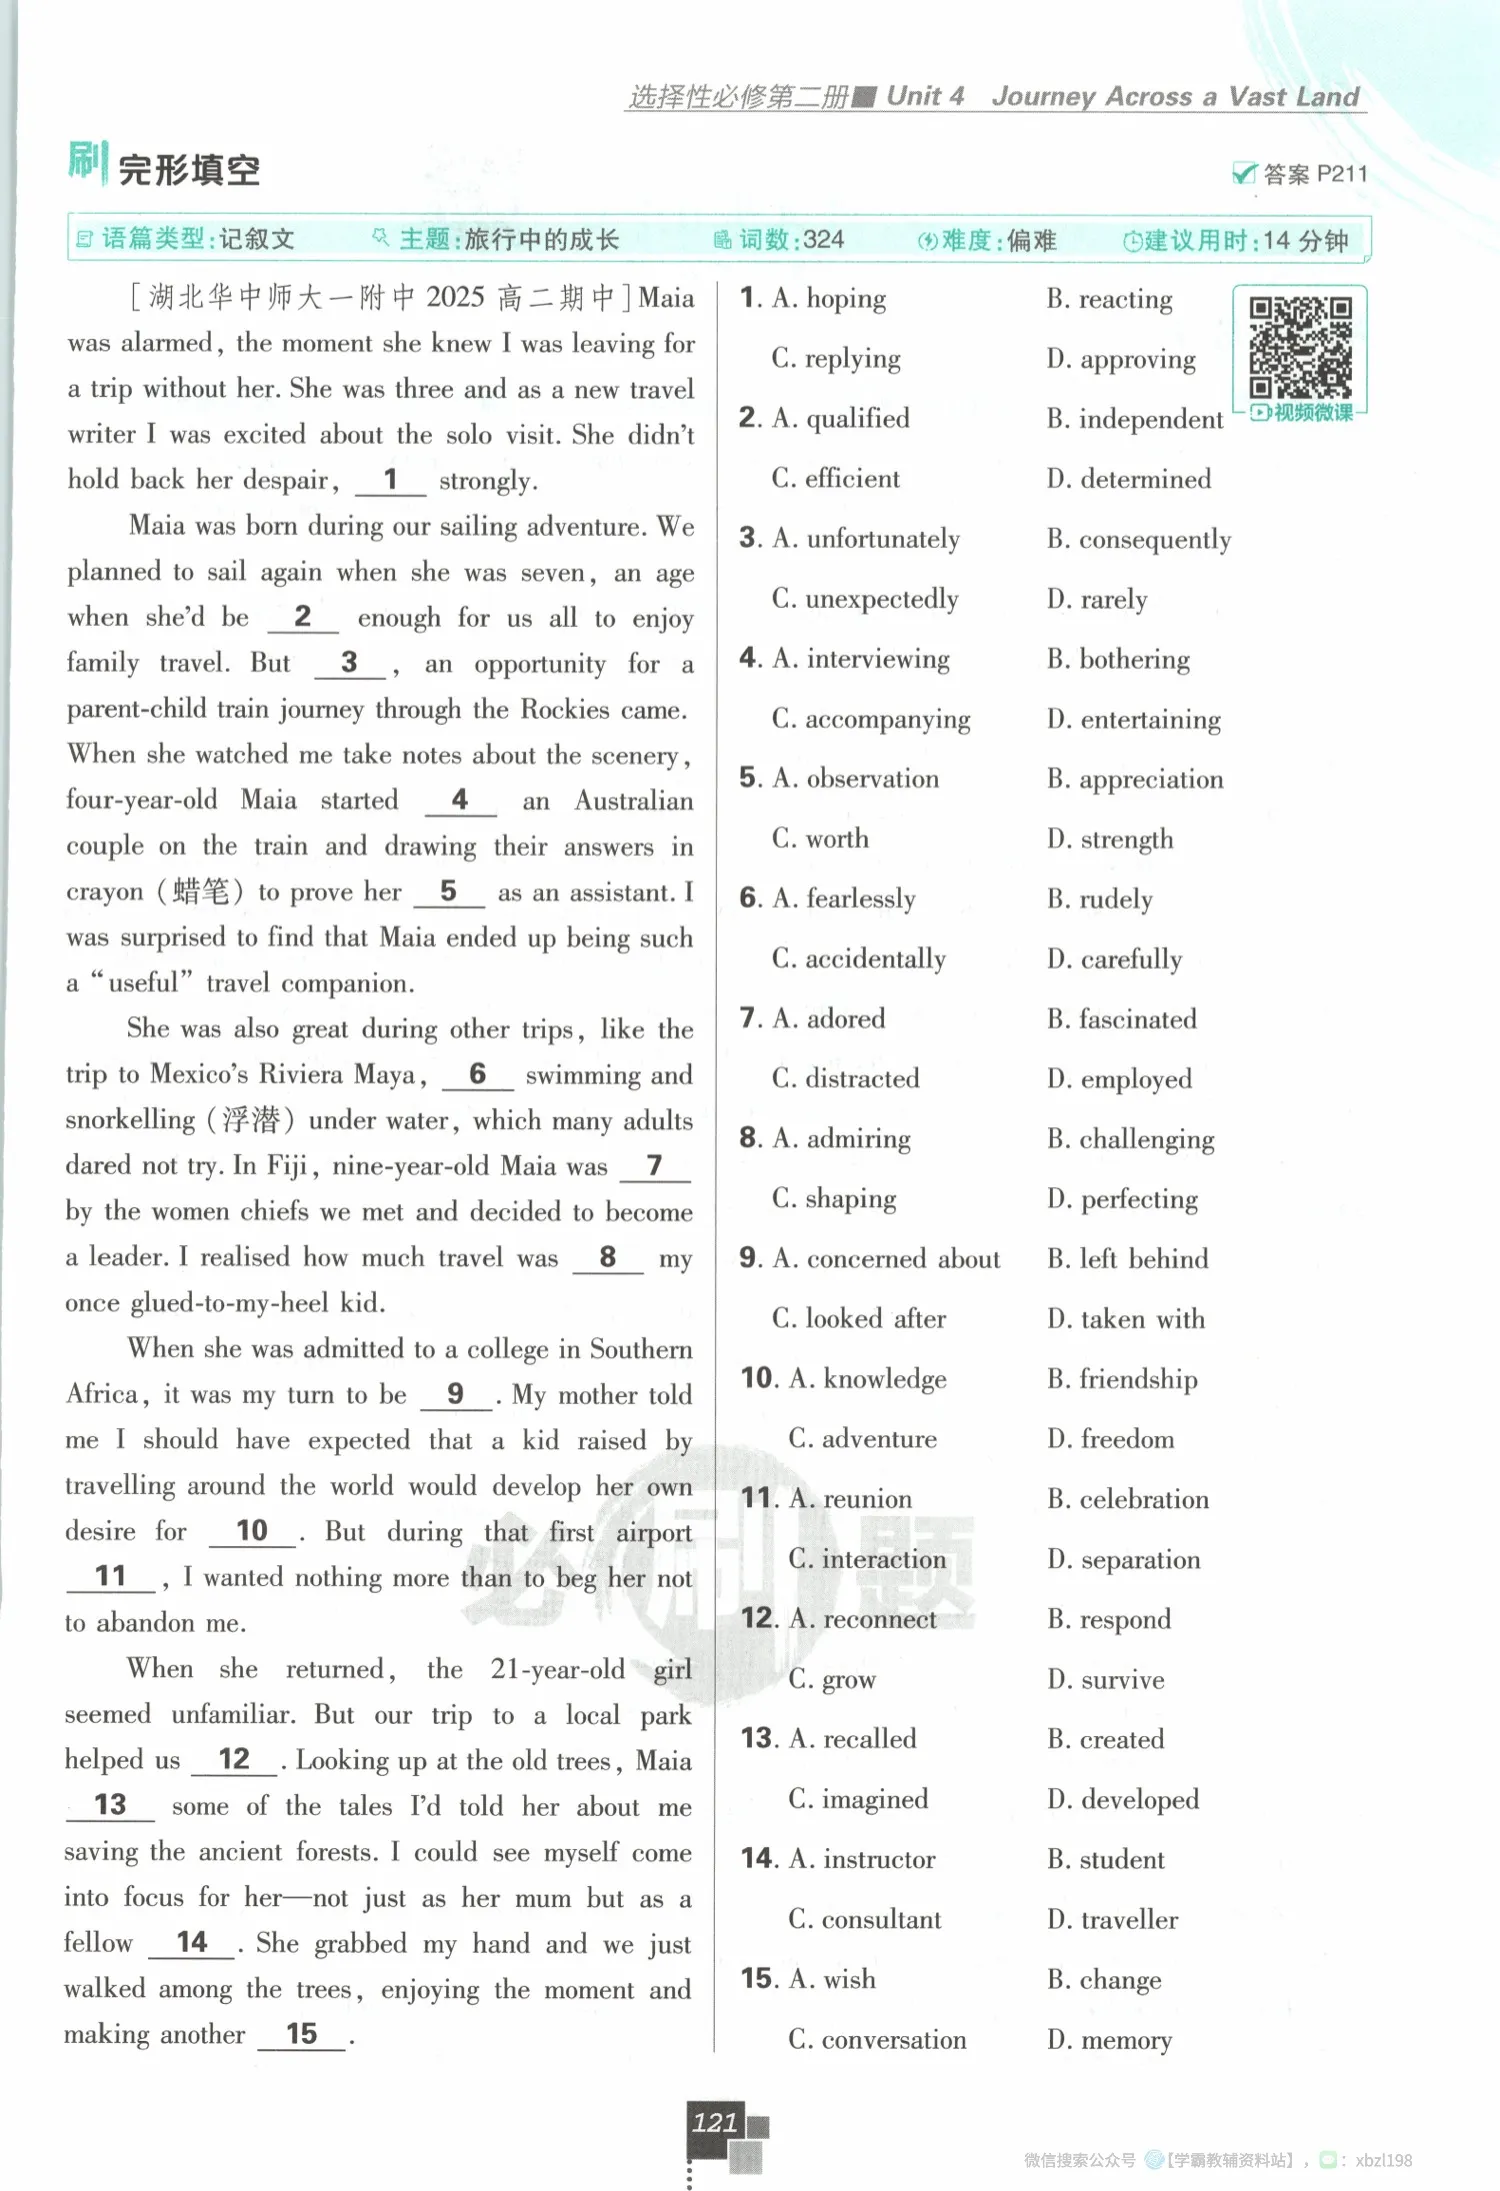 选择性必修第二册■ Unit 4 Journey Across a Vast Land
刷 完形填空
答案 P211
语篇类型:记叙文 主题:旅行中的成长 词数:324 难度:偏难 建议用时:14 分钟
[湖北华中师大一附中 2025 高二期中]Maia
was alarmed, the moment she knew I was leaving for
a trip without her. She was three and as a new travel
writer I was excited about the solo visit. She didn't
hold back her despair, 1 strongly.
Maia was born during our sailing adventure. We
planned to sail again when she was seven, an age
when she'd be 2 enough for us all to enjoy
family travel. But 3 , an opportunity for a
parent-child train journey through the Rockies came.
When she watched me take notes about the scenery,
four-year-old Maia started 4 an Australian
couple on the train and drawing their answers in
crayon (蜡笔) to prove her 5 as an assistant. I
was surprised to find that Maia ended up being such
a “useful” travel companion.
She was also great during other trips, like the
trip to Mexico's Riviera Maya, 6 swimming and
snorkelling (浮潜) under water, which many adults
dared not try. In Fiji, nine-year-old Maia was 7
by the women chiefs we met and decided to become
a leader. I realised how much travel was 8 my
once glued-to-my-heel kid.
When she was admitted to a college in Southern
Africa, it was my turn to be 9 . My mother told
me I should have expected that a kid raised by
travelling around the world would develop her own
desire for 10 . But during that first airport
11 , I wanted nothing more than to beg her not
to abandon me.
When she returned, the 21-year-old girl
seemed unfamiliar. But our trip to a local park
helped us 12 . Looking up at the old trees, Maia
13 some of the tales I'd told her about me
saving the ancient forests. I could see myself come
into focus for her—not just as her mum but as a
fellow 14 . She grabbed my hand and we just
walked among the trees, enjoying the moment and
making another 15 .
1. A. hoping B. reacting
C. replying D. approving
2. A. qualified B. independent
C. efficient D. determined
3. A. unfortunately B. consequently
C. unexpectedly D. rarely
4. A. interviewing B. bothering
C. accompanying D. entertaining
5. A. observation B. appreciation
C. worth D. strength
6. A. fearlessly B. rudely
C. accidentally D. carefully
7. A. adored B. fascinated
C. distracted D. employed
8. A. admiring B. challenging
C. shaping D. perfecting
9. A. concerned about B. left behind
C. looked after D. taken with
10. A. knowledge B. friendship
C. adventure D. freedom
11. A. reunion B. celebration
C. interaction D. separation
12. A. reconnect B. respond
C. grow D. survive
13. A. recalled B. created
C. imagined D. developed
14. A. instructor B. student
C. consultant D. traveller
15. A. wish B. change
C. conversation D. memory
视频微课
必刷题
121
微信搜索公众号 【学霸教辅资料站】, : xbzl198